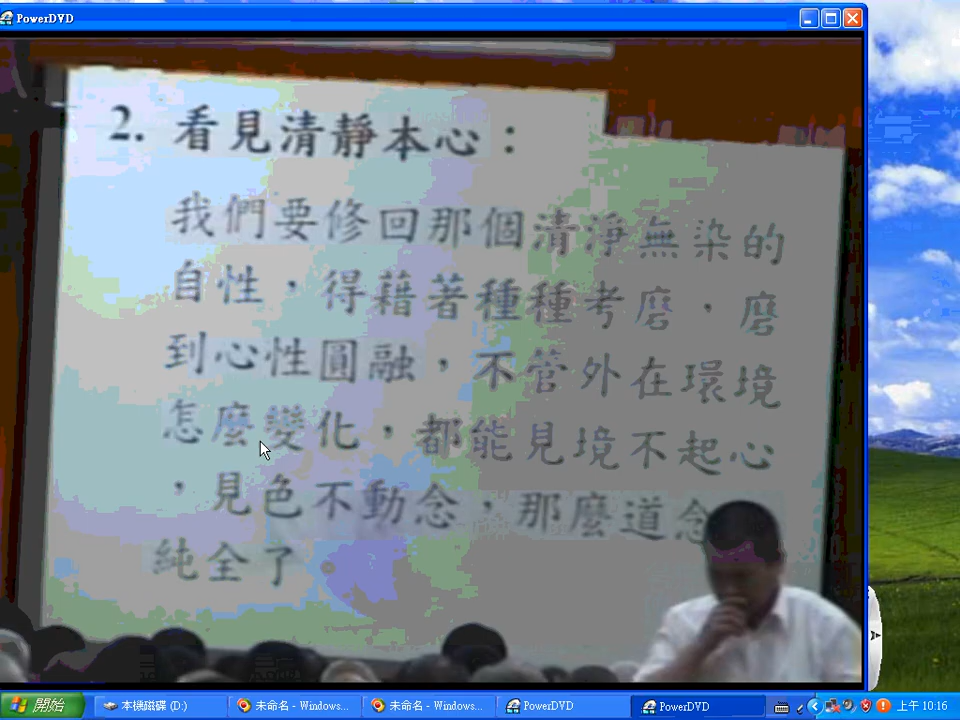 PowerDVD
2. 看見清靜本心：
我們要修回那個清淨無染的
自性，得藉著種種考磨，磨
到心性圓融，不管外在環境
怎麼變化，都能見境不起心
，見色不動念，那麼道念
純全了
開始
本機磁碟 (D:)
未命名 - Windows...
未命名 - Windows...
PowerDVD
PowerDVD
上午 10:16